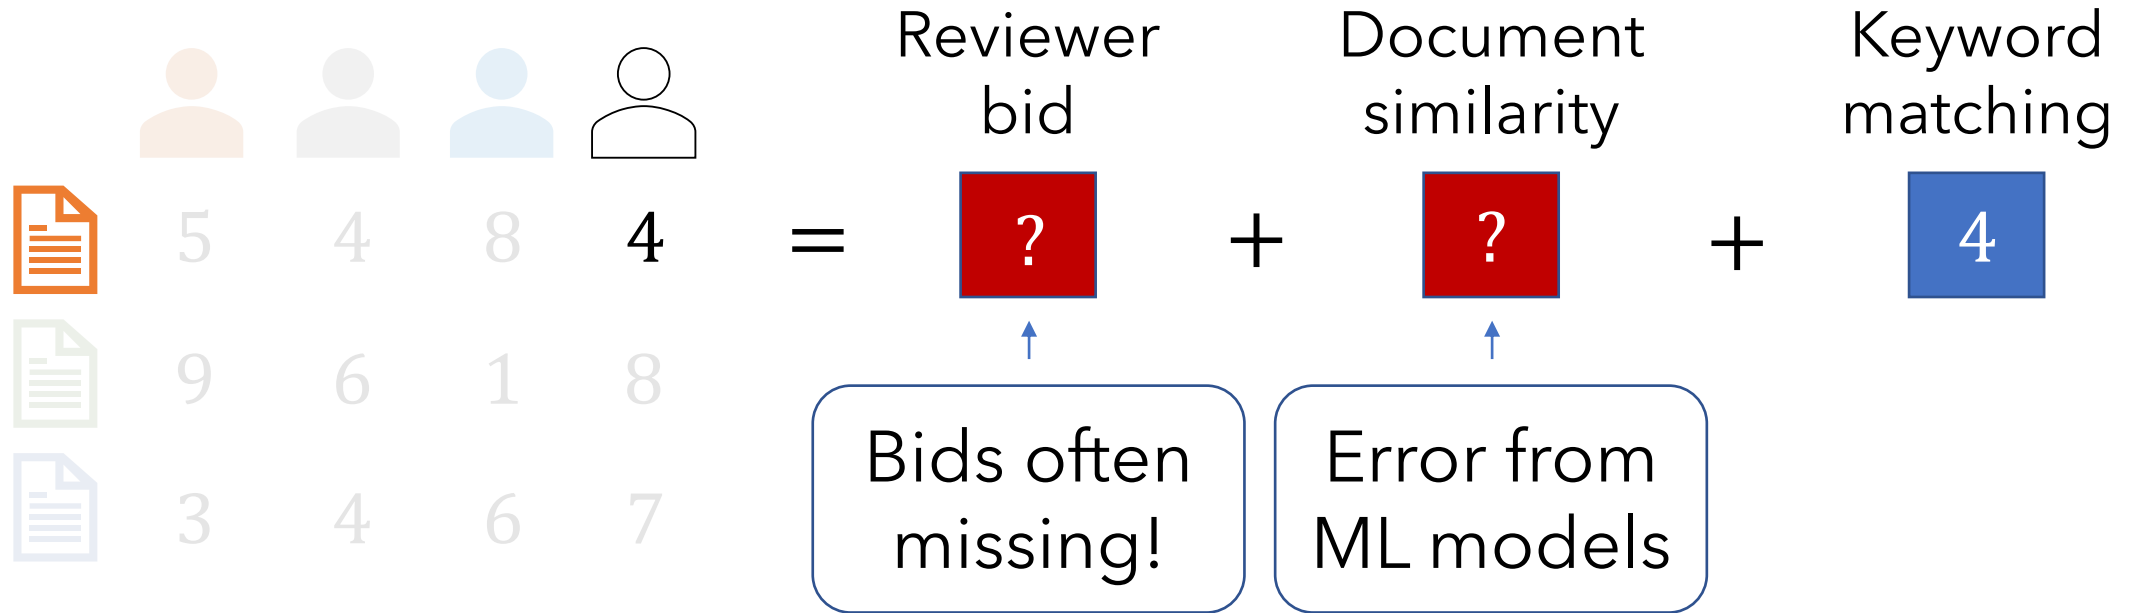 Reviewer bid
Document similarity
Keyword matching
5 4 8 4 = ? + ? + 4
9 6 1 8
3 4 6 7
Bids often missing!
Error from ML models